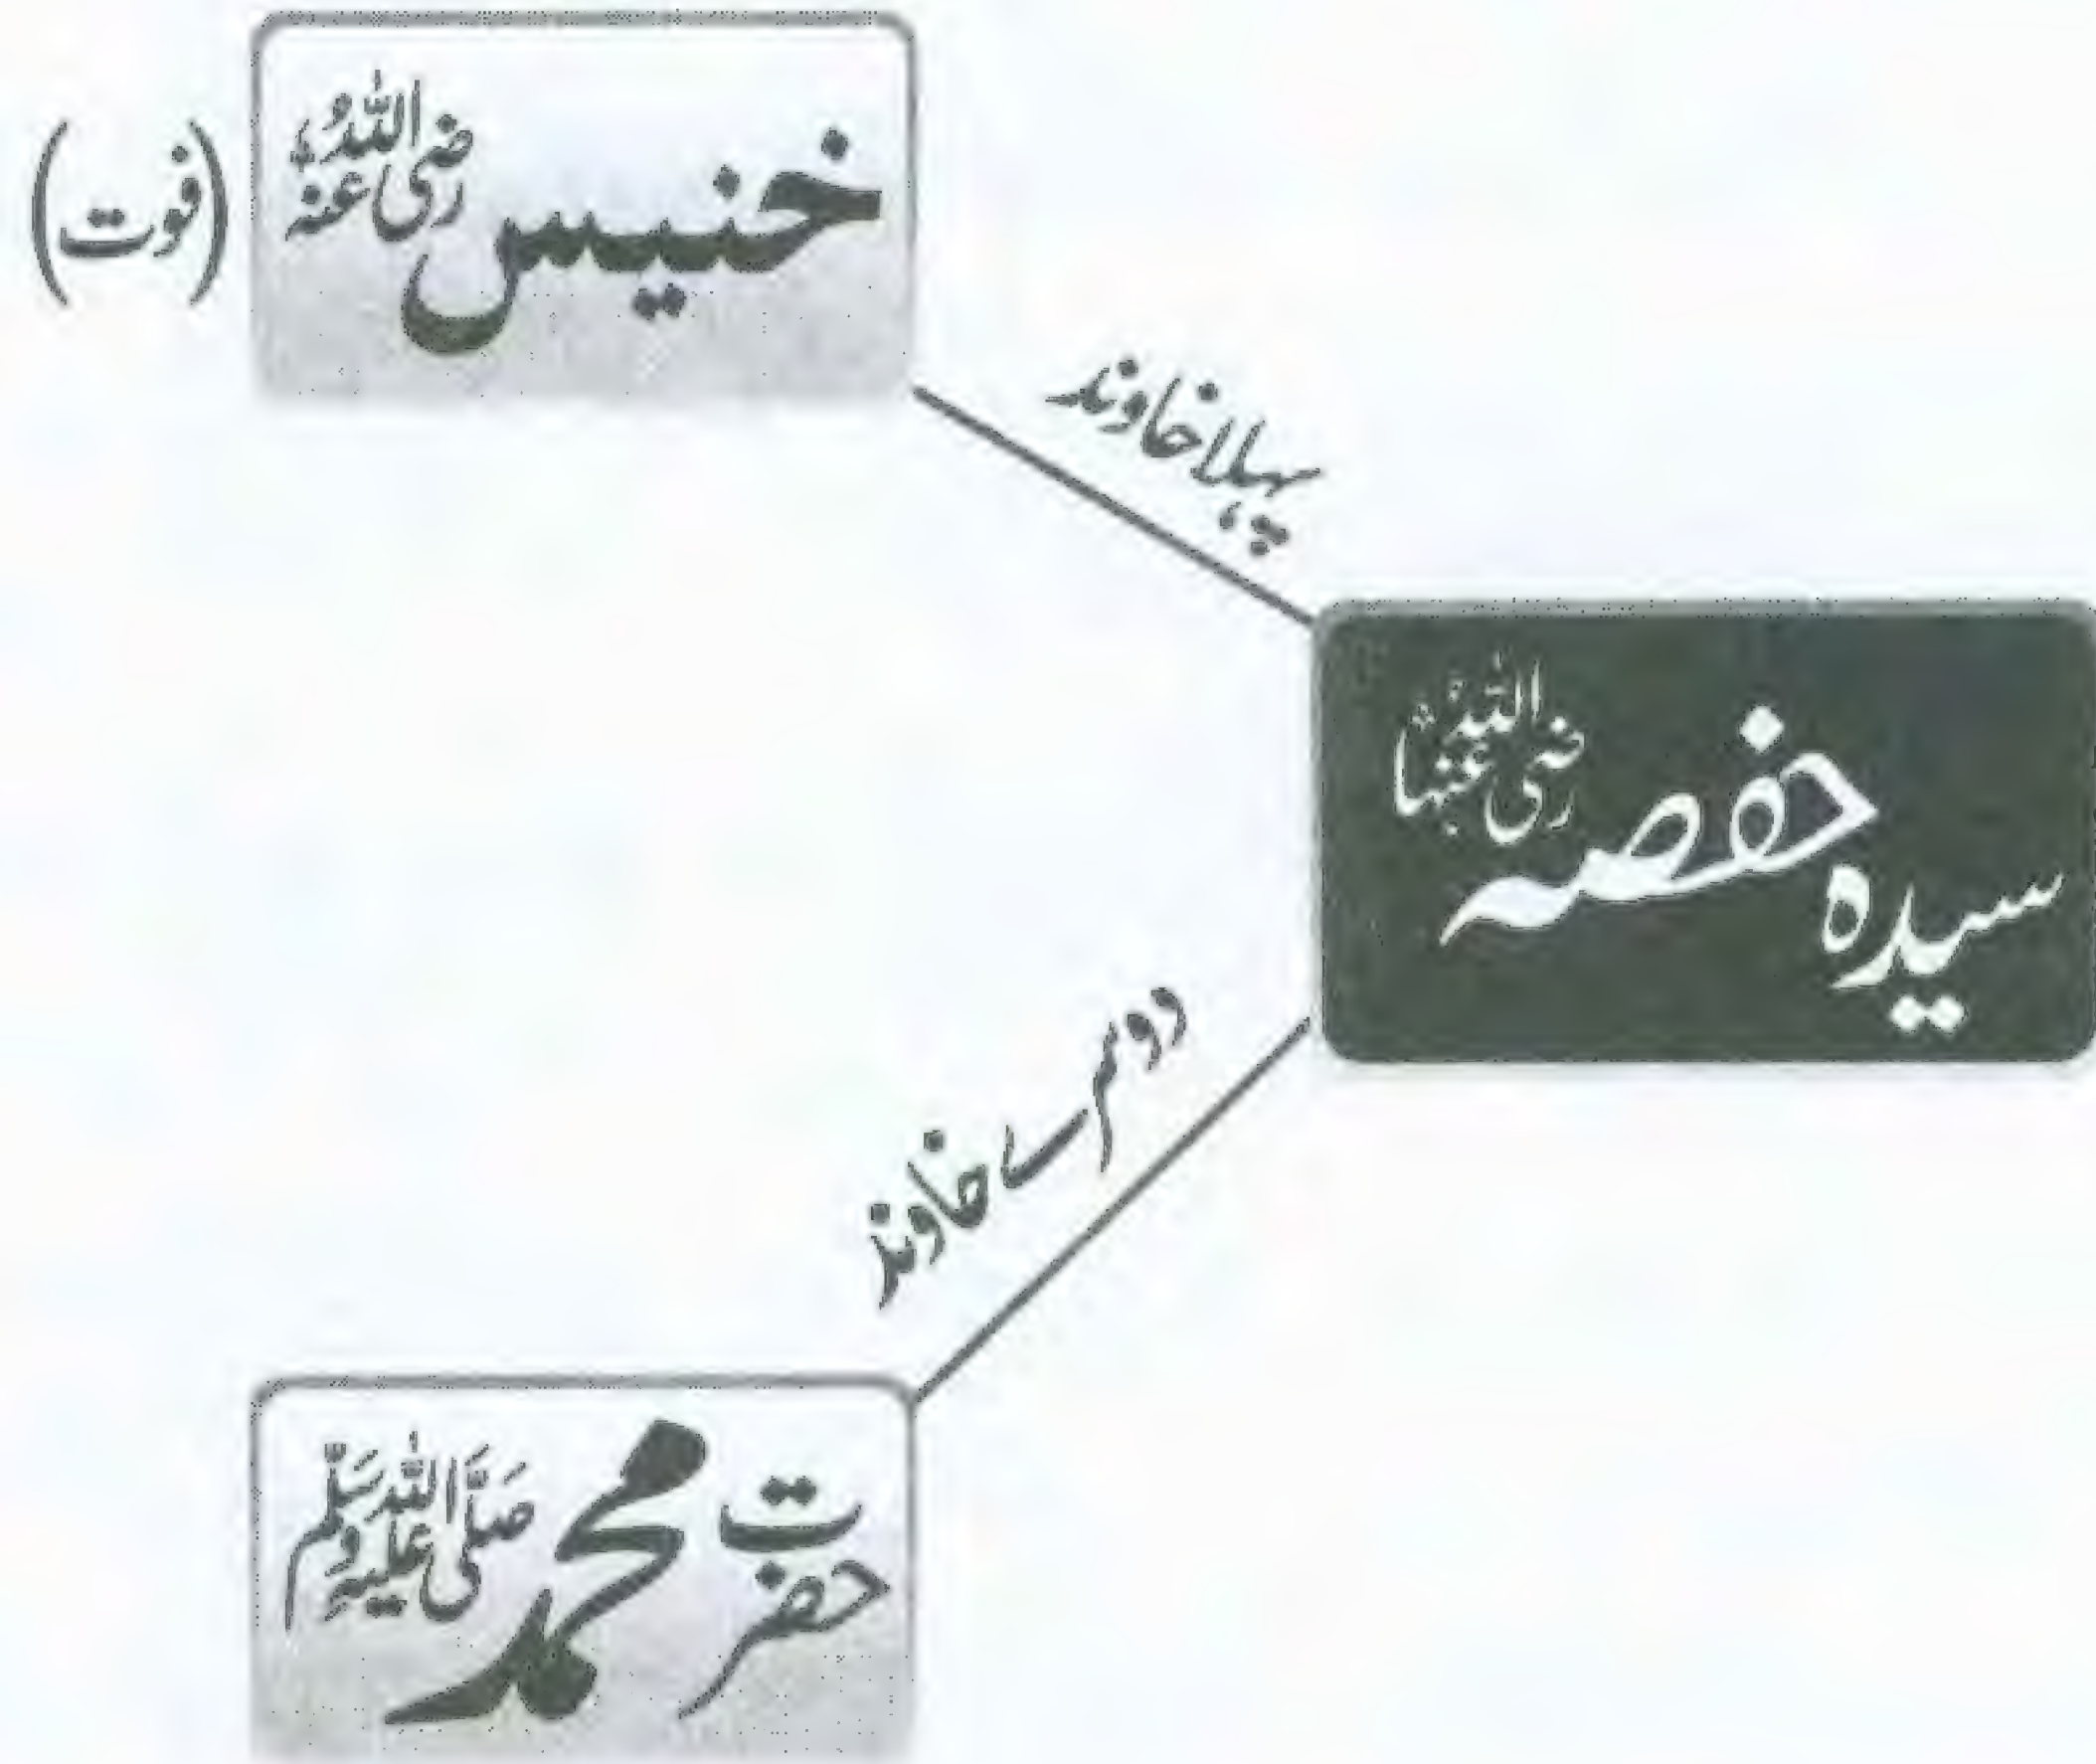 خنیس رضی اللہ عنہ
(فوت)
پہلا خاوند
سیدہ حفصہ رضی اللہ عنہا
دوسرے خاوند
حضرت محمد صلی اللہ علیہ وسلم